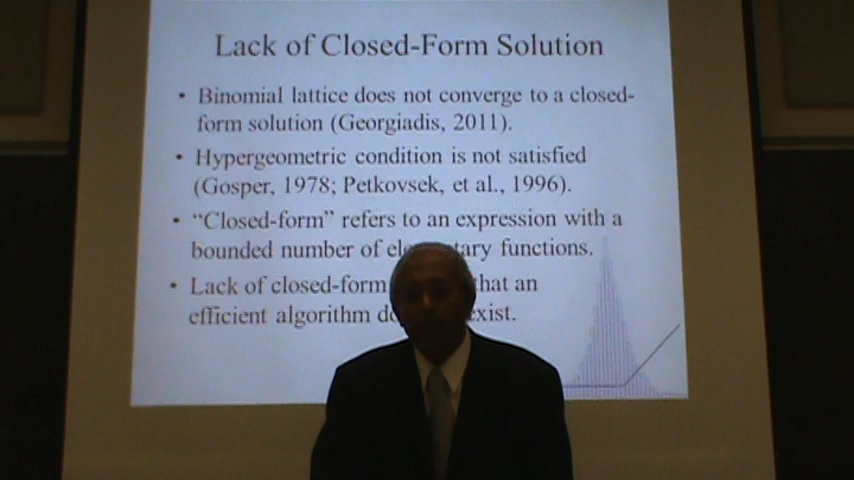 Lack of Closed-Form Solution
• Binomial lattice does not converge to a closed-
form solution (Georgiadis, 2011).
• Hypergeometric condition is not satisfied
(Gosper, 1978; Petkovsek, et al., 1996).
• “Closed-form” refers to an expression with a
bounded number of elementary functions.
• Lack of closed-form that an
efficient algorithm exist.